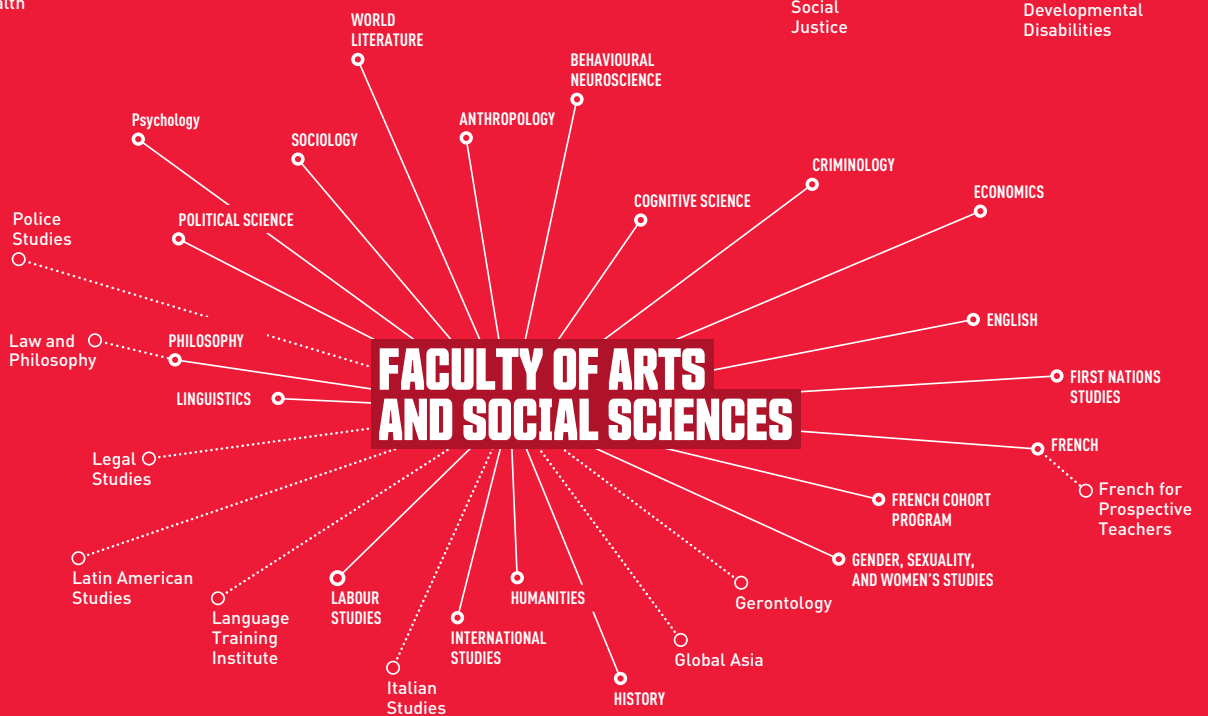 alth
Social
Justice
Developmental
Disabilities
WORLD
LITERATURE
BEHAVIOURAL
NEUROSCIENCE
Psychology
SOCIOLOGY
ANTHROPOLOGY
CRIMINOLOGY
COGNITIVE SCIENCE
ECONOMICS
Police
Studies
POLITICAL SCIENCE
Law and
Philosophy
PHILOSOPHY
ENGLISH
FACULTY OF ARTS
AND SOCIAL SCIENCES
LINGUISTICS
FIRST NATIONS
STUDIES
FRENCH
Legal
Studies
FRENCH COHORT
PROGRAM
French for
Prospective
Teachers
GENDER, SEXUALITY,
AND WOMEN'S STUDIES
Latin American
Studies
Language
Training
Institute
LABOUR
STUDIES
HUMANITIES
Gerontology
INTERNATIONAL
STUDIES
Global Asia
Italian
Studies
HISTORY